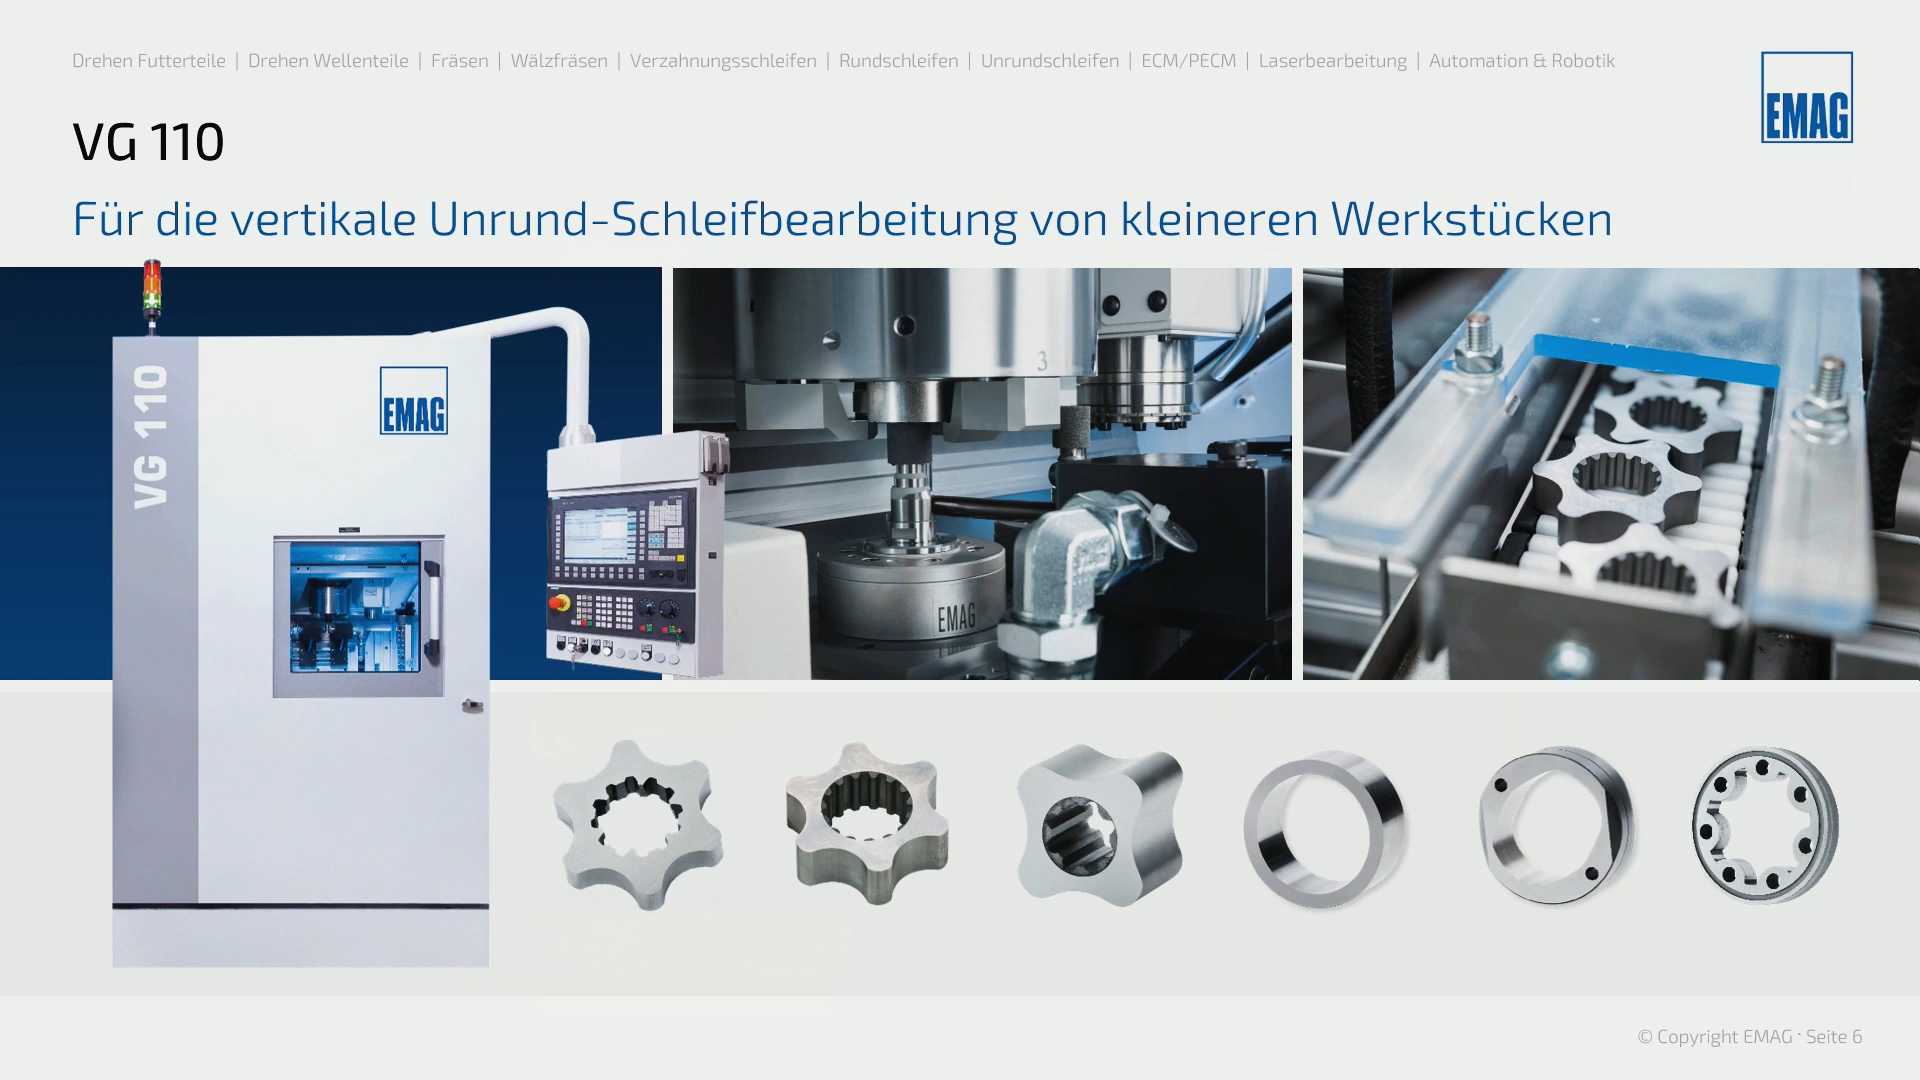 Drehen Futterteile | Drehen Wellenteile | Fräsen | Wälzfräsen | Verzahnungsschleifen | Rundschleifen | Unrundschleifen | ECM/PECM | Laserbearbeitung | Automation & Robotik
EMAG
VG 110
Für die vertikale Unrund-Schleifbearbeitung von kleineren Werkstücken
VG 110
EMAG
3
EMAG
© Copyright EMAG · Seite 6